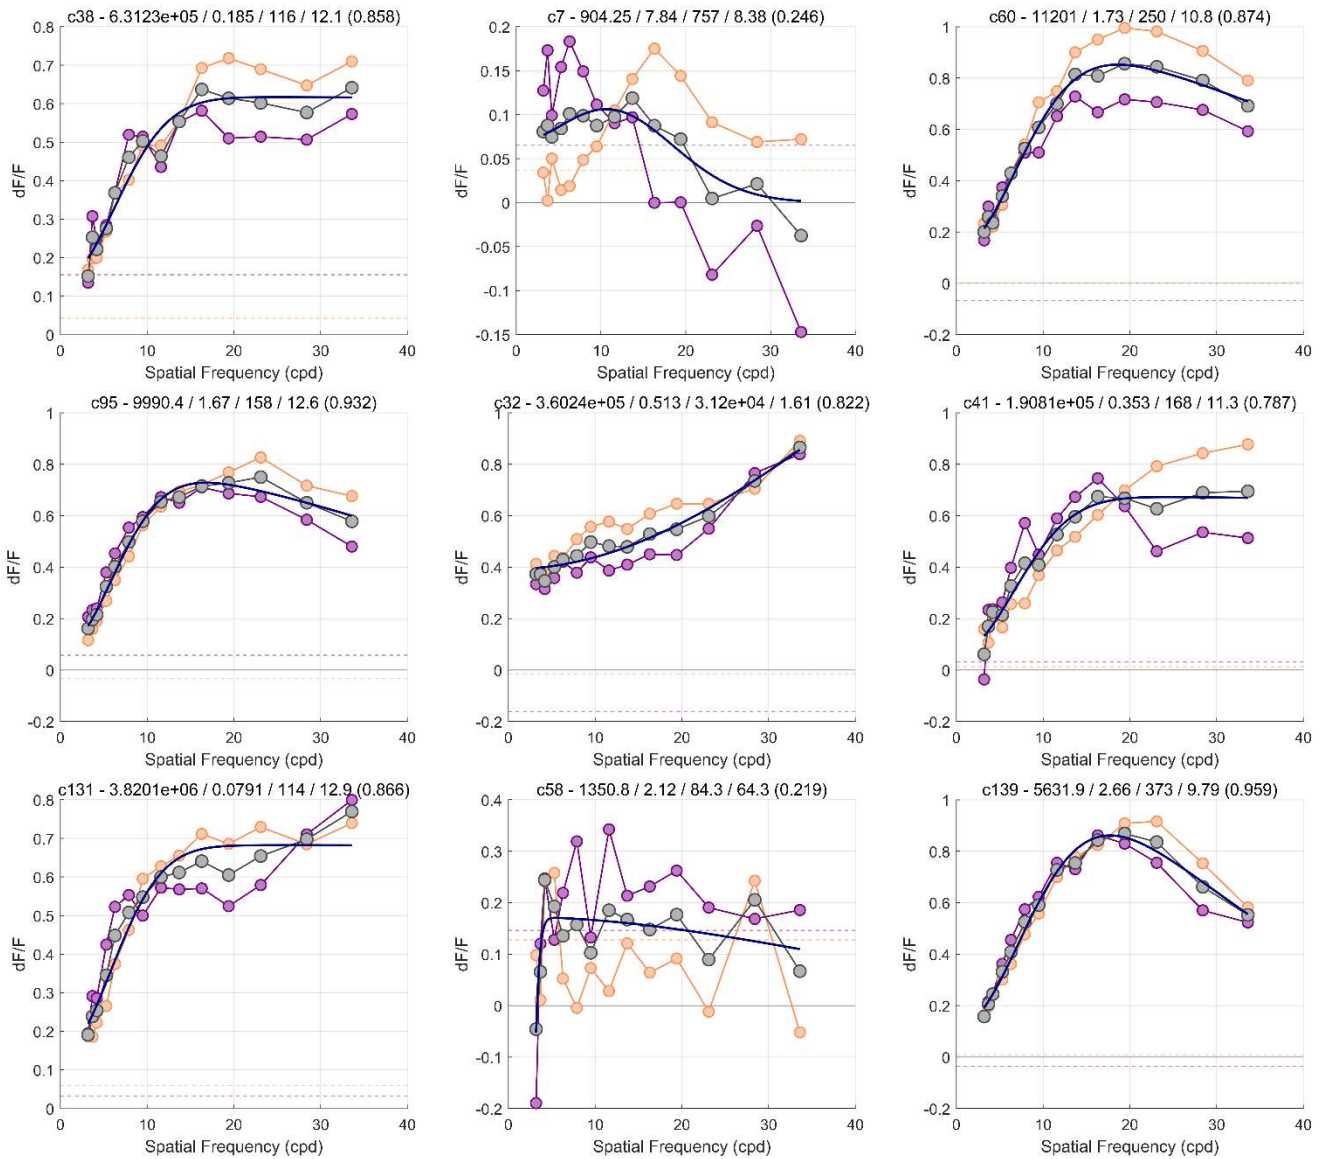 c38 - 6.3123e+05 / 0.185 / 116 / 12.1 (0.858)
0.8
0.7
0.6
0.5
0.4
0.3
0.2
0.1
0
dF/F
0 10 20 30 40
Spatial Frequency (cpd)
c7 - 904.25 / 7.84 / 757 / 8.38 (0.246)
0.2
0.15
0.1
0.05
0
-0.05
-0.1
-0.15
dF/F
0 10 20 30 40
Spatial Frequency (cpd)
c60 - 11201 / 1.73 / 250 / 10.8 (0.874)
1
0.8
0.6
0.4
0.2
0
-0.2
dF/F
0 10 20 30 40
Spatial Frequency (cpd)
c95 - 9990.4 / 1.67 / 158 / 12.6 (0.932)
1
0.8
0.6
0.4
0.2
0
-0.2
dF/F
0 10 20 30 40
Spatial Frequency (cpd)
c32 - 3.6024e+05 / 0.513 / 3.12e+04 / 1.61 (0.822)
1
0.8
0.6
0.4
0.2
0
-0.2
dF/F
0 10 20 30 40
Spatial Frequency (cpd)
c41 - 1.9081e+05 / 0.353 / 168 / 11.3 (0.787)
1
0.8
0.6
0.4
0.2
0
-0.2
dF/F
0 10 20 30 40
Spatial Frequency (cpd)
c131 - 3.8201e+06 / 0.0791 / 114 / 12.9 (0.866)
0.8
0.7
0.6
0.5
0.4
0.3
0.2
0.1
0
dF/F
0 10 20 30 40
Spatial Frequency (cpd)
c58 - 1350.8 / 2.12 / 84.3 / 64.3 (0.219)
0.4
0.3
0.2
0.1
0
-0.1
-0.2
dF/F
0 10 20 30 40
Spatial Frequency (cpd)
c139 - 5631.9 / 2.66 / 373 / 9.79 (0.959)
1
0.8
0.6
0.4
0.2
0
-0.2
dF/F
0 10 20 30 40
Spatial Frequency (cpd)